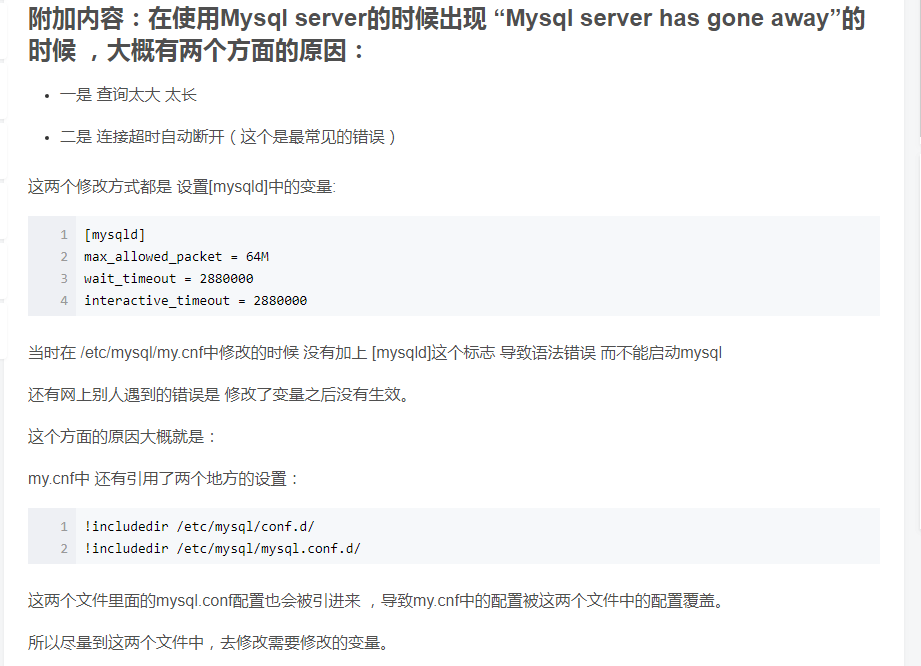 附加内容：在使用Mysql server的时候出现 “Mysql server has gone away”的
时候 ，大概有两个方面的原因：
一是 查询太大 太长
二是 连接超时自动断开（这个是最常见的错误）
这两个修改方式都是 设置[mysqld]中的变量:
1 [mysqld]
2 max_allowed_packet = 64M
3 wait_timeout = 2880000
4 interactive_timeout = 2880000
当时在 /etc/mysql/my.cnf中修改的时候 没有加上 [mysqld]这个标志 导致语法错误 而不能启动mysql
还有网上别人遇到的错误是 修改了变量之后没有生效。
这个方面的原因大概就是：
my.cnf中 还有引用了两个地方的设置：
1 !includedir /etc/mysql/conf.d/
2 !includedir /etc/mysql/mysql.conf.d/
这两个文件里面的mysql.conf配置也会被引进来 ，导致my.cnf中的配置被这两个文件中的配置覆盖。
所以尽量到这两个文件中，去修改需要修改的变量。